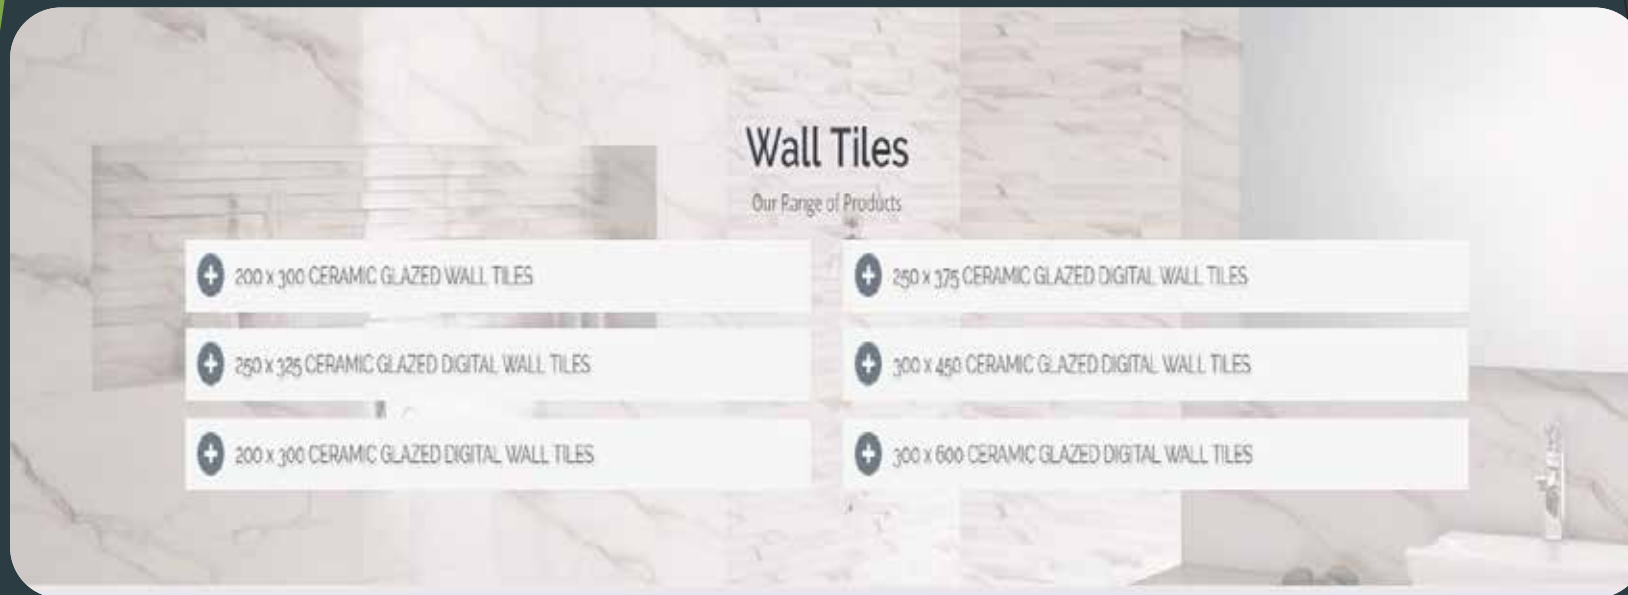 Wall Tiles
Our Range of Products
200 x 300 CERAMIC GLAZED WALL TILES
250 x 325 CERAMIC GLAZED DIGITAL WALL TILES
200 x 300 CERAMIC GLAZED DIGITAL WALL TILES
250 x 375 CERAMIC GLAZED DIGITAL WALL TILES
300 x 450 CERAMIC GLAZED DIGITAL WALL TILES
300 x 600 CERAMIC GLAZED DIGITAL WALL TILES